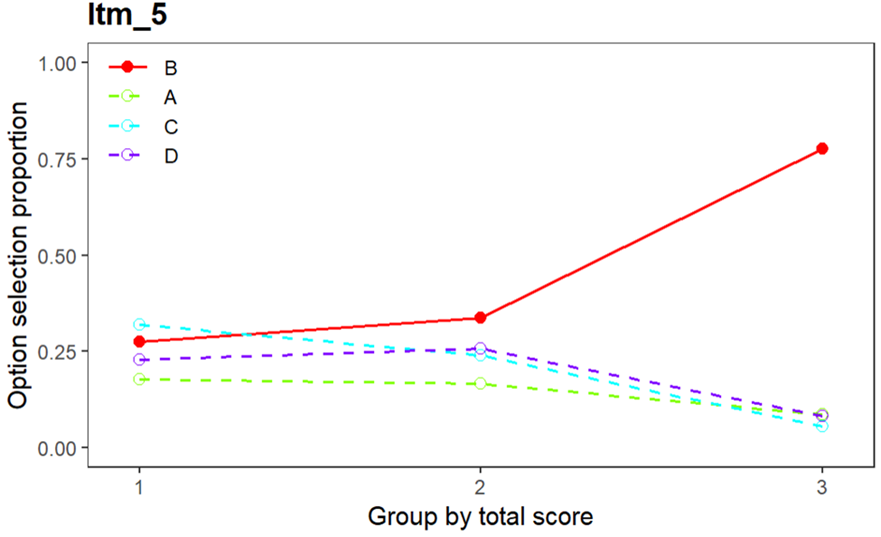 Itm_5
1.00
0.75
0.50
0.25
0.00
Option selection proportion
B
A
C
D
1
2
3
Group by total score